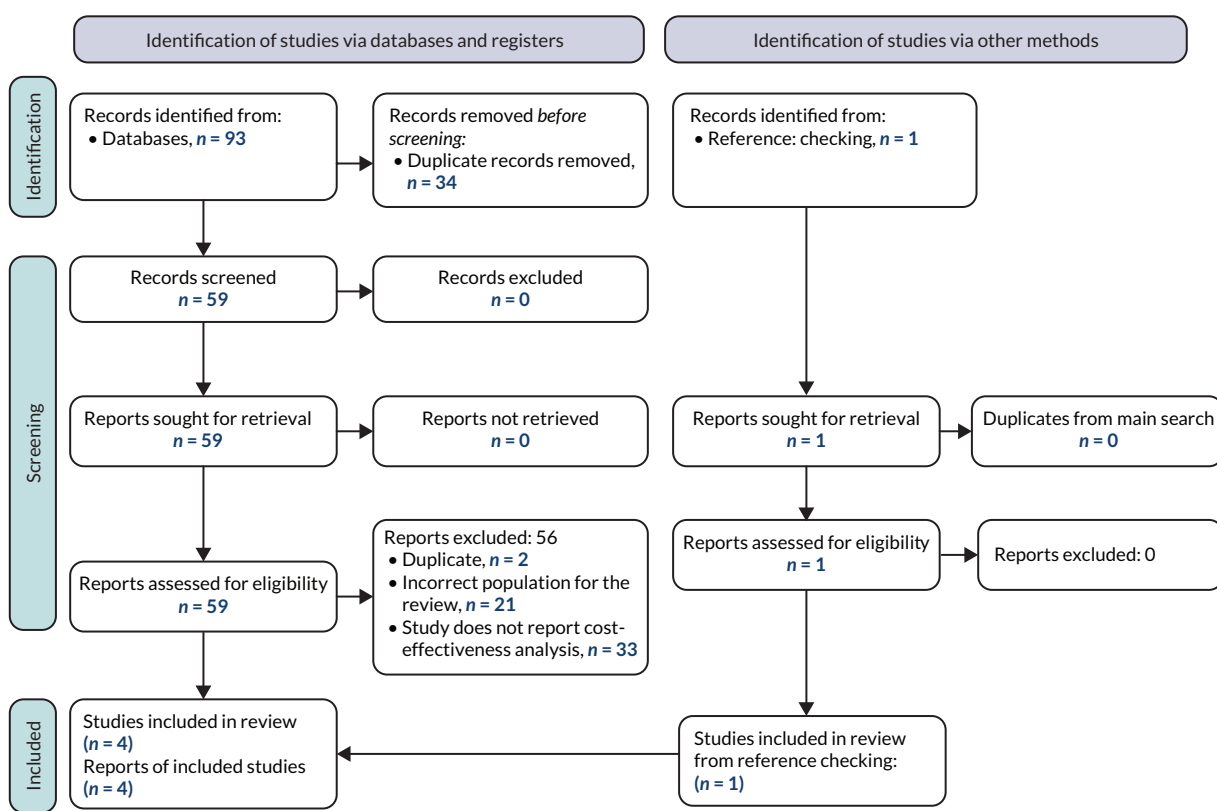 Identification of studies via databases and registers
Identification of studies via other methods
Identification
Records identified from:
• Databases, n = 93
Records removed before
screening:
• Duplicate records removed,
n = 34
Records identified from:
• Reference: checking, n = 1
Screening
Records screened
n = 59
Records excluded
n = 0
Reports sought for retrieval
n = 59
Reports not retrieved
n = 0
Reports sought for retrieval
n = 1
Duplicates from main search
n = 0
Reports assessed for eligibility
n = 59
Reports excluded: 56
• Duplicate, n = 2
• Incorrect population for the
review, n = 21
• Study does not report cost-
effectiveness analysis, n = 33
Reports assessed for eligibility
n = 1
Reports excluded: 0
Included
Studies included in review
(n = 4)
Reports of included studies
(n = 4)
Studies included in review
from reference checking:
(n = 1)